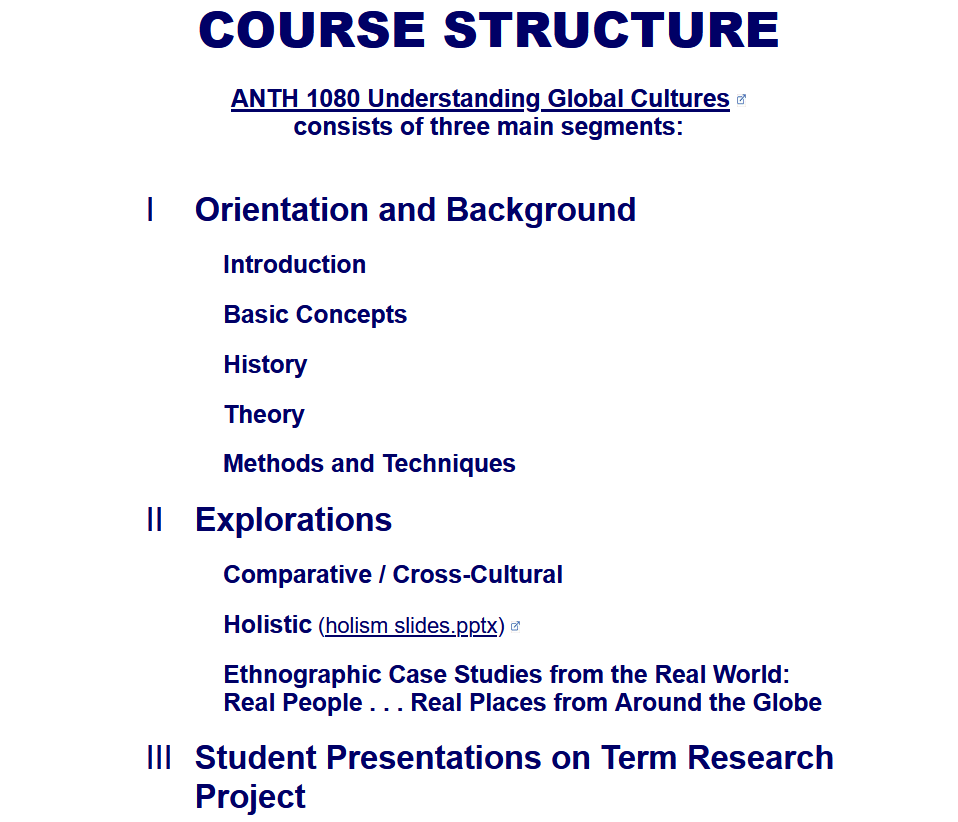 COURSE STRUCTURE
ANTH 1080 Understanding Global Cultures
consists of three main segments:
I Orientation and Background
Introduction
Basic Concepts
History
Theory
Methods and Techniques
II Explorations
Comparative / Cross-Cultural
Holistic (holism slides.pptx)
Ethnographic Case Studies from the Real World:
Real People . . . Real Places from Around the Globe
III Student Presentations on Term Research
Project